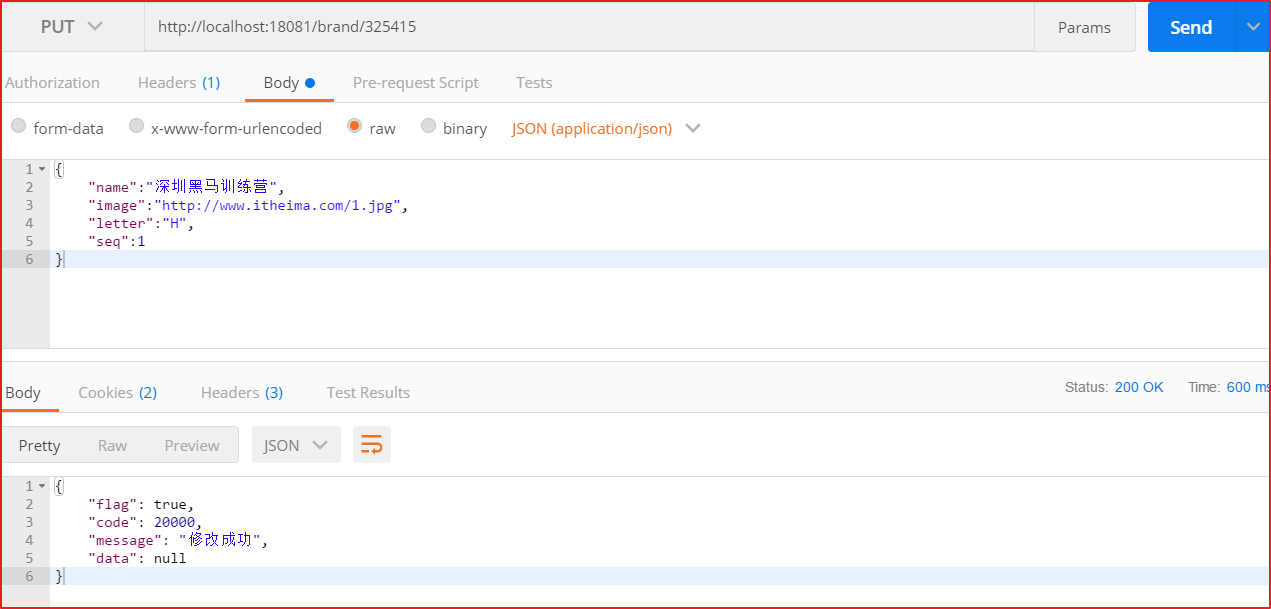 PUT http://localhost:18081/brand/325415 Params Send
Authorization Headers (1) Body Pre-request Script Tests
form-data x-www-form-urlencoded raw binary JSON (application/json)
1 {
2 "name":"深圳黑马训练营",
3 "image":"http://www.itheima.com/1.jpg",
4 "letter":"H",
5 "seq":1
6 }
Body Cookies (2) Headers (3) Test Results Status: 200 OK Time: 600 ms
Pretty Raw Preview JSON
1 {
2 "flag": true,
3 "code": 20000,
4 "message": "修改成功",
5 "data": null
6 }